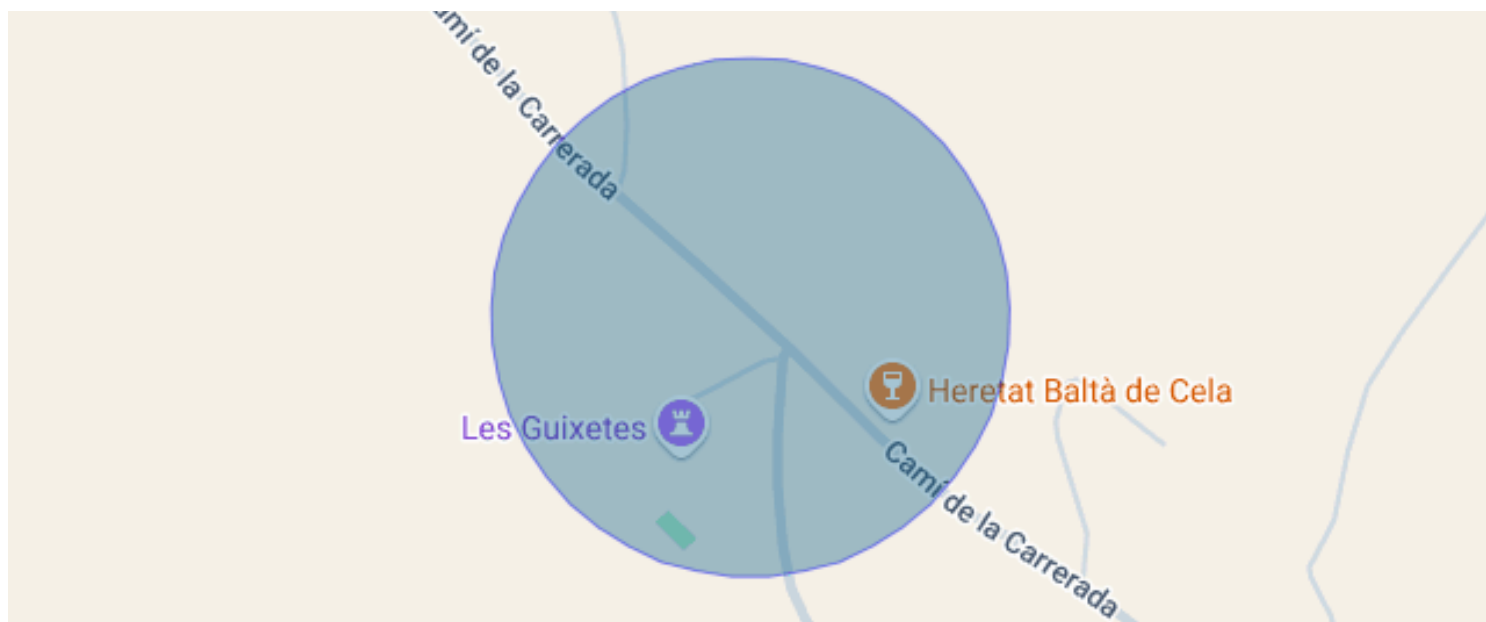 amí de la Carrerada
Heretat Baltà de Cela
Les Guixetes
Camí de la Carrerada